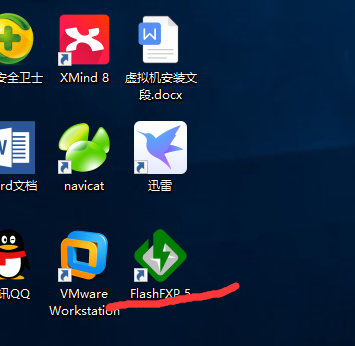 安全卫士
XMind 8
虚拟机安装文
段.docx
W
W
rd文档
navicat
迅雷
讯QQ
VMware
Workstation
FlashFXP 5